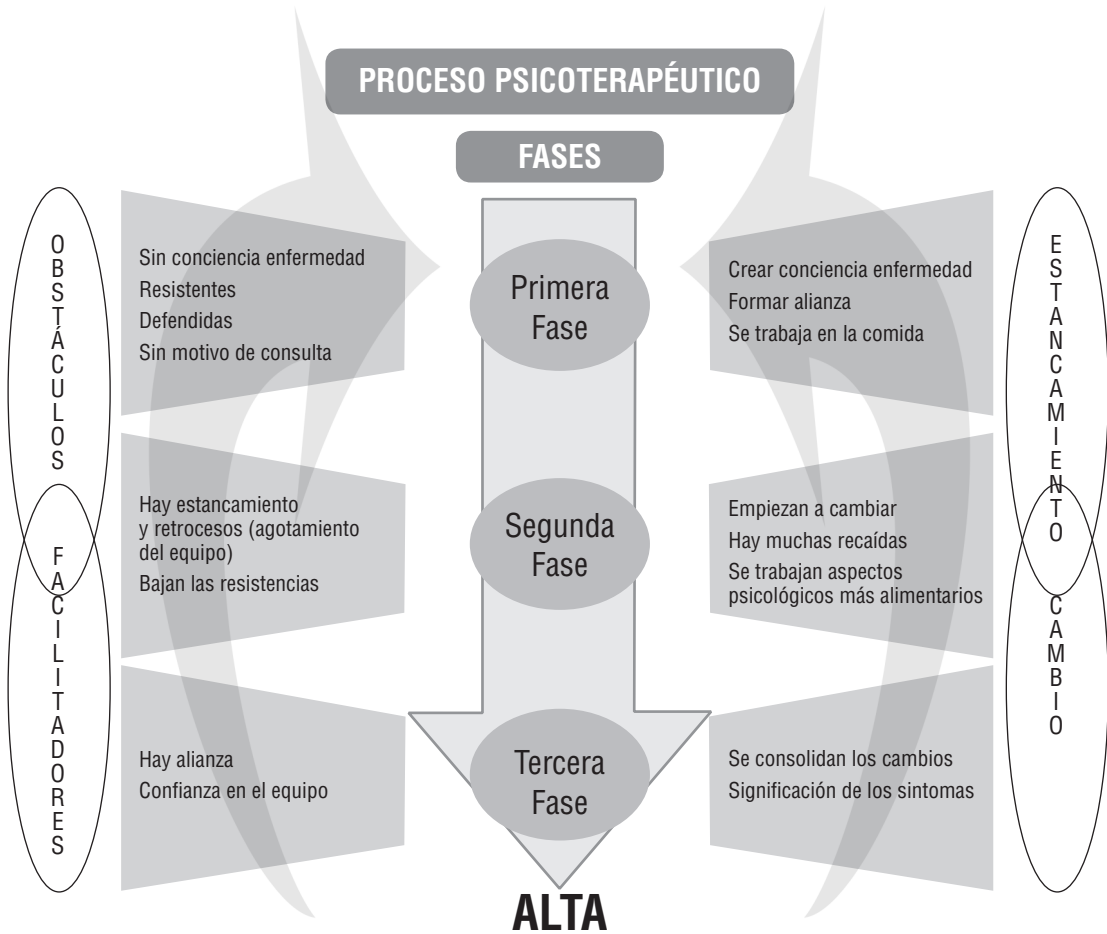 PROCESO PSICOTERAPÉUTICO
FASES
OBSTÁCULOS
FACILITADORES
Sin conciencia enfermedad
Resistentes
Defendidas
Sin motivo de consulta
Primera
Fase
Crear conciencia enfermedad
Formar alianza
Se trabaja en la comida
Hay estancamiento
y retrocesos (agotamiento
del equipo)
Bajan las resistencias
Segunda
Fase
Empiezan a cambiar
Hay muchas recaídas
Se trabajan aspectos
psicológicos más alimentarios
Hay alianza
Confianza en el equipo
Tercera
Fase
Se consolidan los cambios
Significación de los sintomas
ESTANCAMIENTO
CAMBIO
ALTA